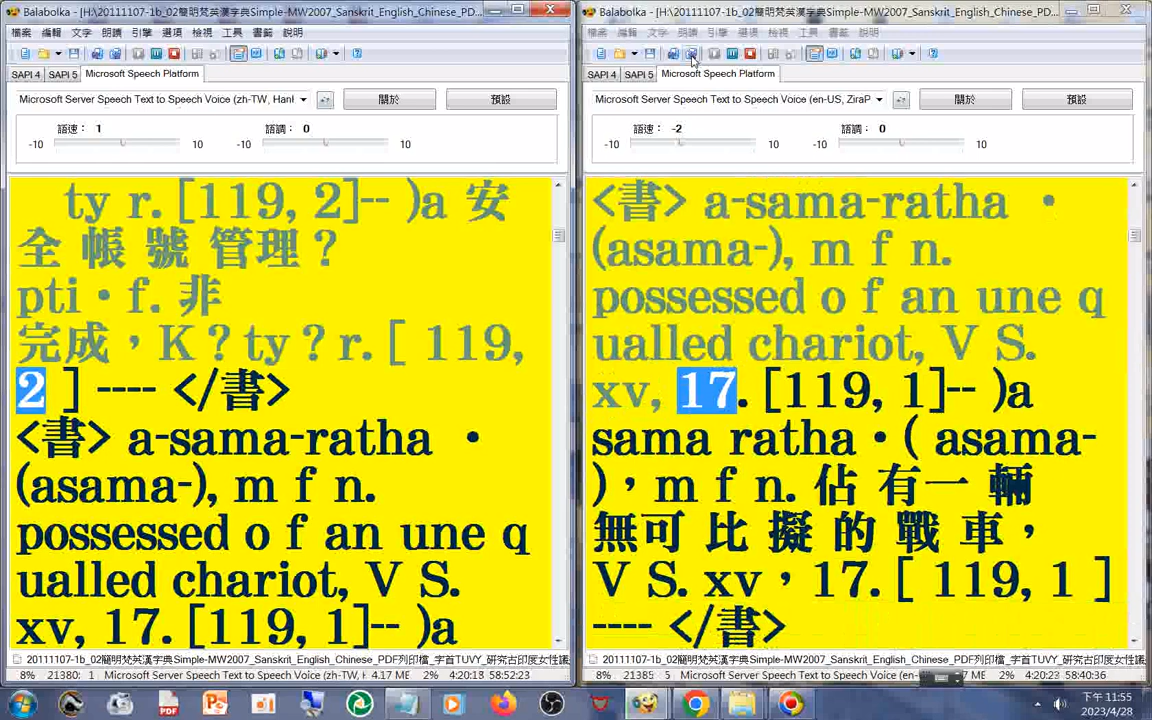 Balabolka - [H:\20111107-1b_02簡明梵英漢字典Simple-MW2007_Sanskrit_English_Chinese_PD...
檔案 編輯 文字 朗讀 引擎 選項 檢視 工具 書籤 說明
SAPI 4 SAPI 5 Microsoft Speech Platform
Microsoft Server Speech Text to Speech Voice (zh-TW, HanH
關於 預設
語速： 1 語調： 0
-10 10 -10 10
ty r. [119, 2]-- )a 安
全 帳 號 管理？
pti・f. 非
完成，K？ty？r. [ 119,
2 ] ---- </書>
<書> a-sama-ratha ・
(asama-), m f n.
possessed o f an une q
ualled chariot, V S.
xv, 17. [119, 1]-- )a
20111107-1b_02簡明梵英漢字典Simple-MW2007_Sanskrit_English_Chinese_PDF列印檔_字首TUVY_研究古印度女性議
8% 21380: 1 Microsoft Server Speech Text to Speech Voice (zh-TW, H 4.17 ME 2% 4:20:18 58:52:23
Balabolka - [H:\20111107-1b_02簡明梵英漢字典Simple-MW2007_Sanskrit_English_Chinese_PD...
檔案 編輯 文字 朗讀 引擎 選項 檢視 工具 書籤 說明
SAPI 4 SAPI 5 Microsoft Speech Platform
Microsoft Server Speech Text to Speech Voice (en-US, ZiraP
關於 預設
語速： -2 語調： 0
-10 10 -10 10
<書> a-sama-ratha ・
(asama-), m f n.
possessed o f an une q
ualled chariot, V S.
xv, 17. [119, 1]-- )a
sama ratha・( asama-
)，m f n. 佔 有一 輛
無可 比 擬 的 戰 車，
V S. xv，17. [ 119, 1 ]
---- </書>
20111107-1b_02簡明梵英漢字典Simple-MW2007_Sanskrit_English_Chinese_PDF列印檔_字首TUVY_研究古印度女性議
8% 21385 5 Microsoft Server Speech Text to Speech Voice (en-US 4.17 ME 2% 4:20:23 58:40:36
下午 11:55
2023/4/28